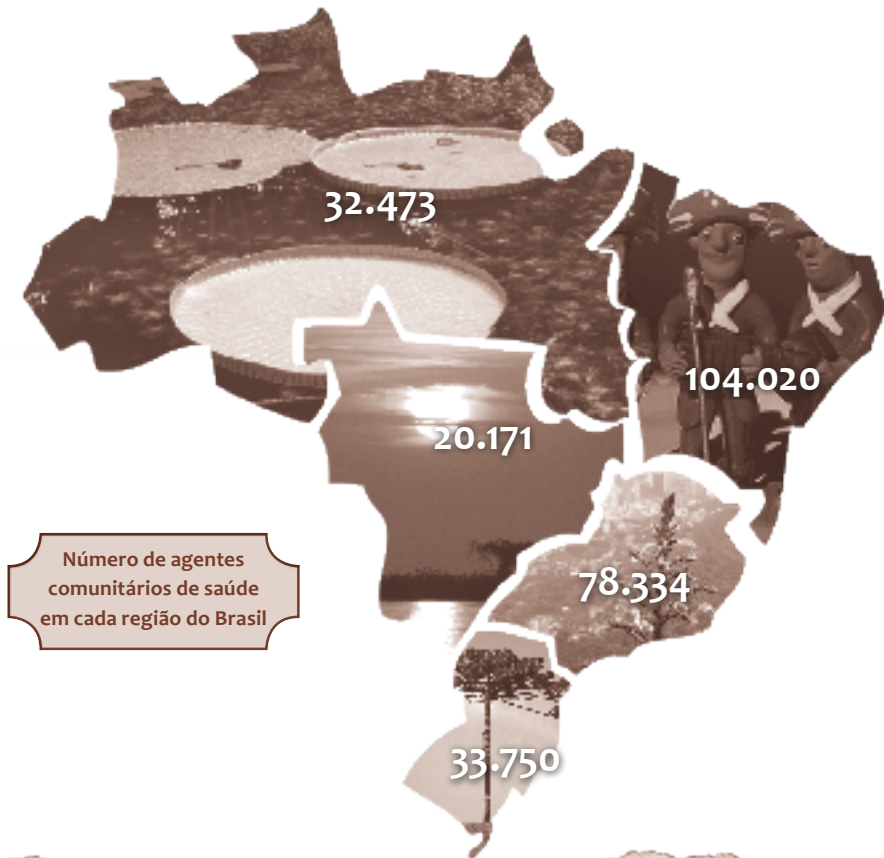 32.473
104.020
20.171
Número de agentes
comunitários de saúde
em cada região do Brasil
78.334
33.750